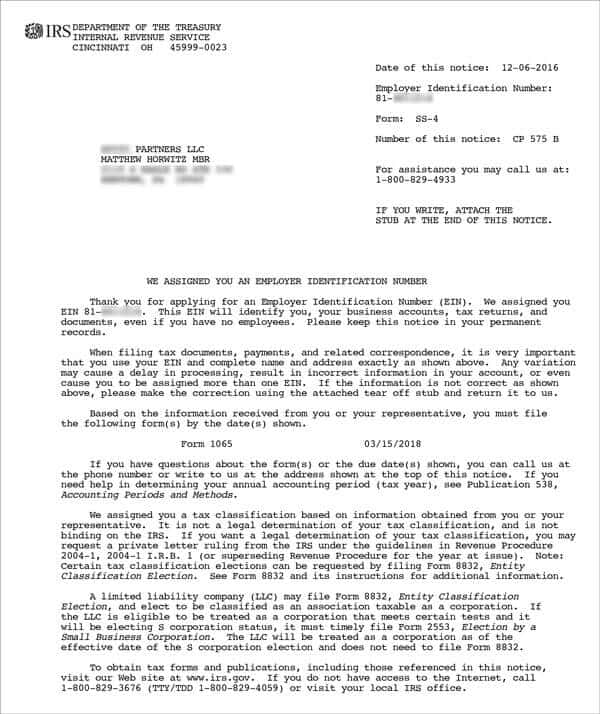 IRS DEPARTMENT OF THE TREASURY
INTERNAL REVENUE SERVICE
CINCINNATI OH 45999-0023
Date of this notice: 12-06-2016
Employer Identification Number:
81-
Form: SS-4
Number of this notice: CP 575 B
PARTNERS LLC
MATTHEW HORWITZ MBR
For assistance you may call us at:
1-800-829-4933
IF YOU WRITE, ATTACH THE
STUB AT THE END OF THIS NOTICE.
WE ASSIGNED YOU AN EMPLOYER IDENTIFICATION NUMBER
Thank you for applying for an Employer Identification Number (EIN). We assigned you
EIN 81- . This EIN will identify you, your business accounts, tax returns, and
documents, even if you have no employees. Please keep this notice in your permanent
records.
When filing tax documents, payments, and related correspondence, it is very important
that you use your EIN and complete name and address exactly as shown above. Any variation
may cause a delay in processing, result in incorrect information in your account, or even
cause you to be assigned more than one EIN. If the information is not correct as shown
above, please make the correction using the attached tear off stub and return it to us.
Based on the information received from you or your representative, you must file
the following form(s) by the date(s) shown.
Form 1065 03/15/2018
If you have questions about the form(s) or the due date(s) shown, you can call us at
the phone number or write to us at the address shown at the top of this notice. If you
need help in determining your annual accounting period (tax year), see Publication 538,
Accounting Periods and Methods.
We assigned you a tax classification based on information obtained from you or your
representative. It is not a legal determination of your tax classification, and is not
binding on the IRS. If you want a legal determination of your tax classification, you may
request a private letter ruling from the IRS under the guidelines in Revenue Procedure
2004-1, 2004-1 I.R.B. 1 (or superseding Revenue Procedure for the year at issue). Note:
Certain tax classification elections can be requested by filing Form 8832, Entity
Classification Election. See Form 8832 and its instructions for additional information.
A limited liability company (LLC) may file Form 8832, Entity Classification
Election, and elect to be classified as an association taxable as a corporation. If
the LLC is eligible to be treated as a corporation that meets certain tests and it
will be electing S corporation status, it must timely file Form 2553, Election by a
Small Business Corporation. The LLC will be treated as a corporation as of the
effective date of the S corporation election and does not need to file Form 8832.
To obtain tax forms and publications, including those referenced in this notice,
visit our Web site at www.irs.gov. If you do not have access to the Internet, call
1-800-829-3676 (TTY/TDD 1-800-829-4059) or visit your local IRS office.